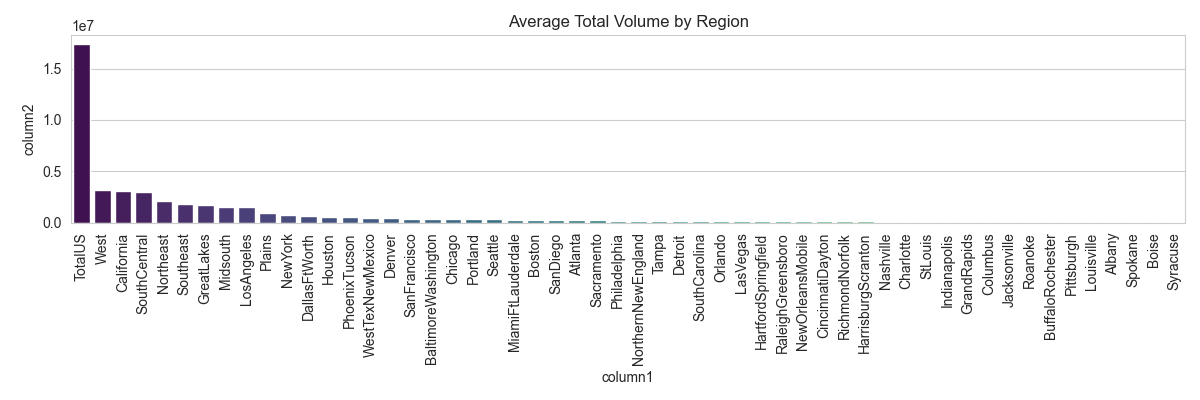 Average Total Volume by Region
1e7
1.5
1.0
0.5
0.0
column2
TotalUS
West
California
SouthCentral
Northeast
Southeast
GreatLakes
Midsouth
LosAngeles
Plains
NewYork
DallasFtWorth
Houston
PhoenixTucson
WestTexNewMexico
Denver
SanFrancisco
BaltimoreWashington
Chicago
Portland
Seattle
MiamiFtLauderdale
Boston
SanDiego
Atlanta
Sacramento
Philadelphia
NorthernNewEngland
Tampa
Detroit
SouthCarolina
Orlando
LasVegas
HartfordSpringfield
RaleighGreensboro
NewOrleansMobile
CincinnatiDayton
RichmondNorfolk
HarrisburgScranton
Nashville
Charlotte
StLouis
Indianapolis
GrandRapids
Columbus
Jacksonville
Roanoke
BuffaloRochester
Pittsburgh
Louisville
Albany
Spokane
Boise
Syracuse
column1